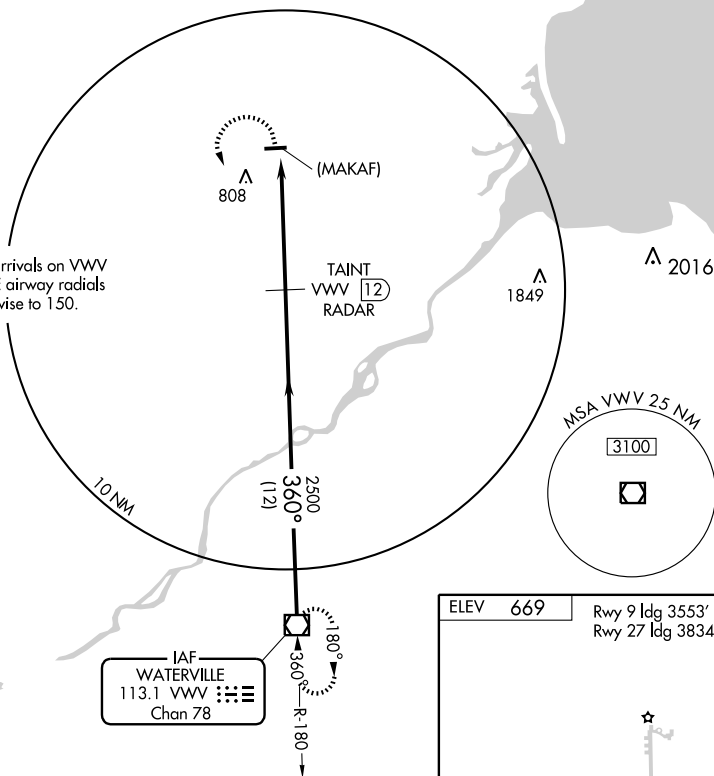 (MAKAF)
808
rrivals on VWV
airway radials
wise to 150.
TAINT
VWV 12
RADAR
1849
2016
MSA VWV 25 NM
3100
10 NM
2500
360°
(12)
IAF
WATERVILLE
113.1 VWV
Chan 78
180°
360°
R-180
ELEV 669
Rwy 9 ldg 3553'
Rwy 27 ldg 3834